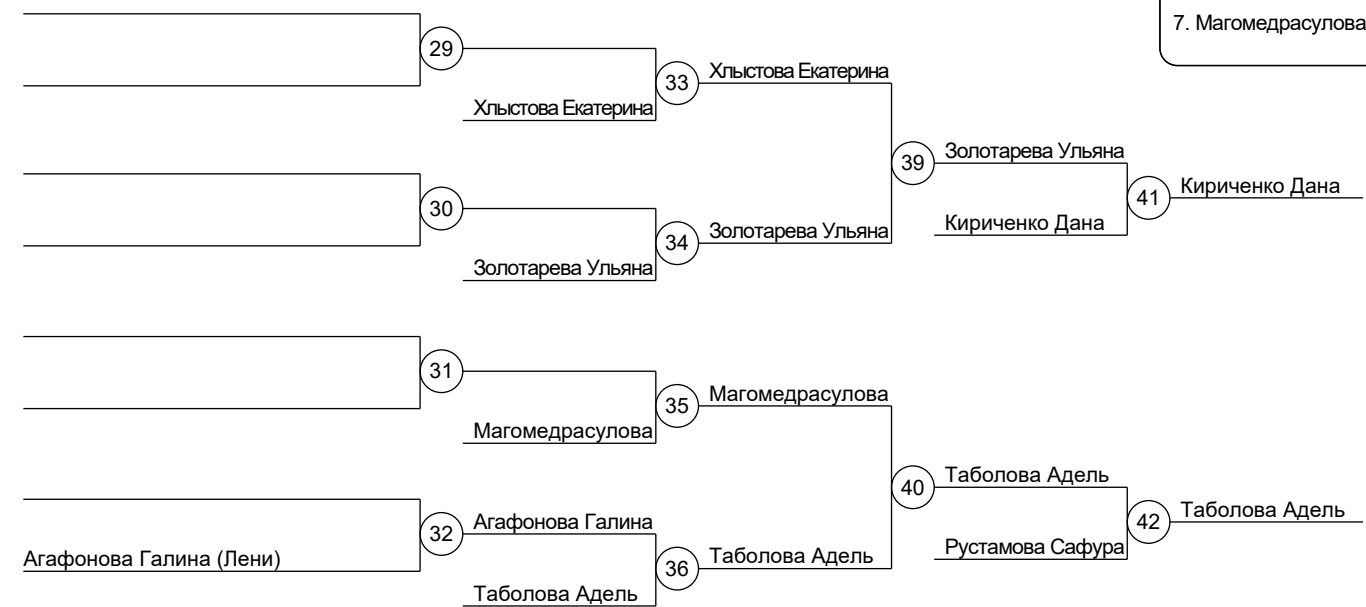 7. Магомедрасулова
29
33
Хлыстова Екатерина
Хлыстова Екатерина
39
Золотарева Ульяна
41
Кириченко Дана
30
34
Золотарева Ульяна
Кириченко Дана
Золотарева Ульяна
31
35
Магомедрасулова
Магомедрасулова
40
Таболова Адель
42
Таболова Адель
32
Агафонова Галина
Агафонова Галина (Лени)
36
Таболова Адель
Рустамова Сафура
Таболова Адель